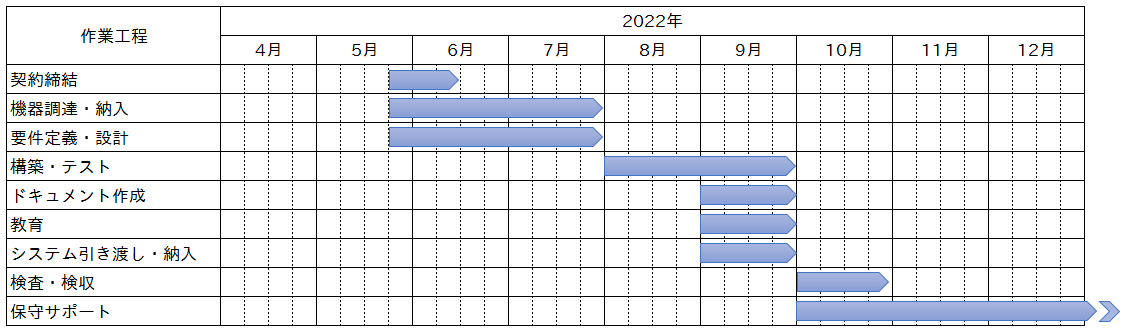 作業工程
2022年
4月 5月 6月 7月 8月 9月 10月 11月 12月
契約締結
機器調達・納入
要件定義・設計
構築・テスト
ドキュメント作成
教育
システム引き渡し・納入
検査・検収
保守サポート